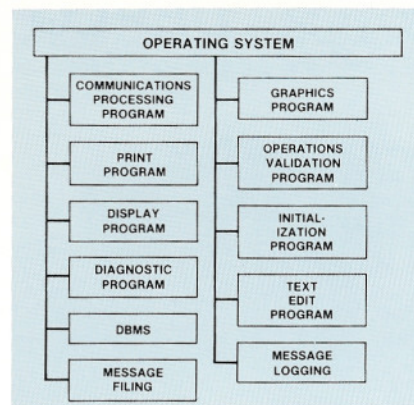 OPERATING SYSTEM
COMMUNICATIONS
PROCESSING
PROGRAM
PRINT
PROGRAM
DISPLAY
PROGRAM
DIAGNOSTIC
PROGRAM
DBMS
MESSAGE
FILING
GRAPHICS
PROGRAM
OPERATIONS
VALIDATION
PROGRAM
INITIAL-
IZATION
PROGRAM
TEXT
EDIT
PROGRAM
MESSAGE
LOGGING